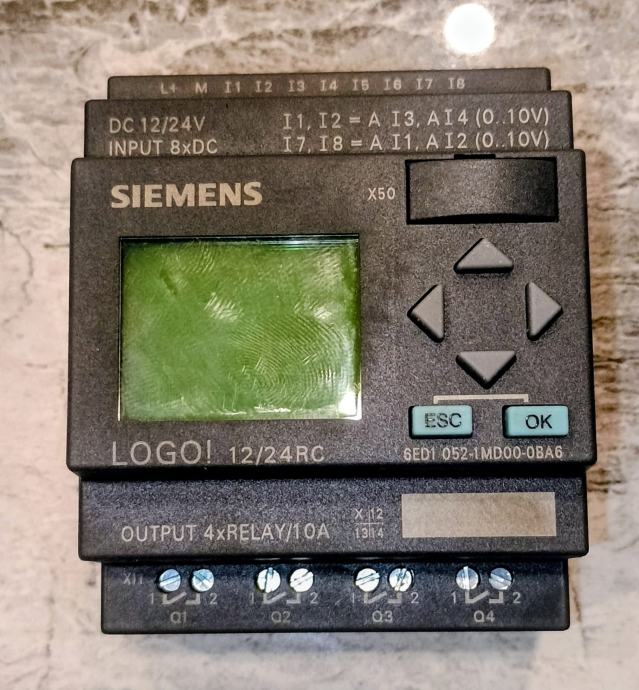 L+ M I1 I2 I3 I4 I5 I6 I7 I8
DC 12/24V I1, I2 = A I3, A I4 (0..10V)
INPUT 8xDC I7, I8 = A I1, A I2 (0..10V)
SIEMENS X50
ESC OK
LOGO! 12/24RC 6ED1 052-1MD00-0BA6
OUTPUT 4xRELAY/10A X 12
13 14
X11 1 2 1 2 1 2 1 2
Q1 Q2 Q3 Q4